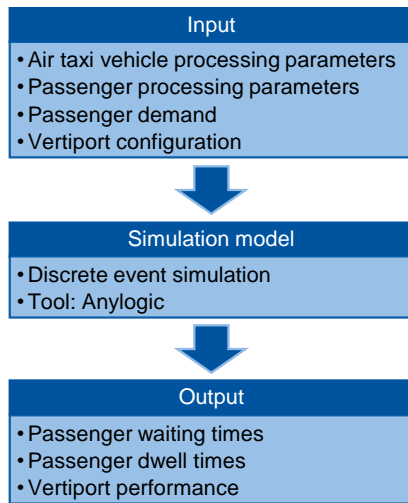 Input
• Air taxi vehicle processing parameters
• Passenger processing parameters
• Passenger demand
• Vertiport configuration
Simulation model
• Discrete event simulation
• Tool: Anylogic
Output
• Passenger waiting times
• Passenger dwell times
• Vertiport performance